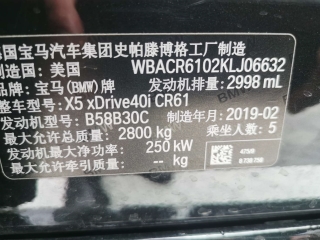 国宝马汽车集团史帕滕博格工厂制造
制造国：美国 WBACR6102KLJ06632
品牌：宝马(BMW)牌 发动机排量：2998 mL
整车型号：X5 xDrive40i CR61
发动机型号：B58B30C 制造年月：2019-02
最大允许总质量：2800 kg 乘坐人数：5
发动机最大净功率：250 kW
最大允许牵引质量：— kg